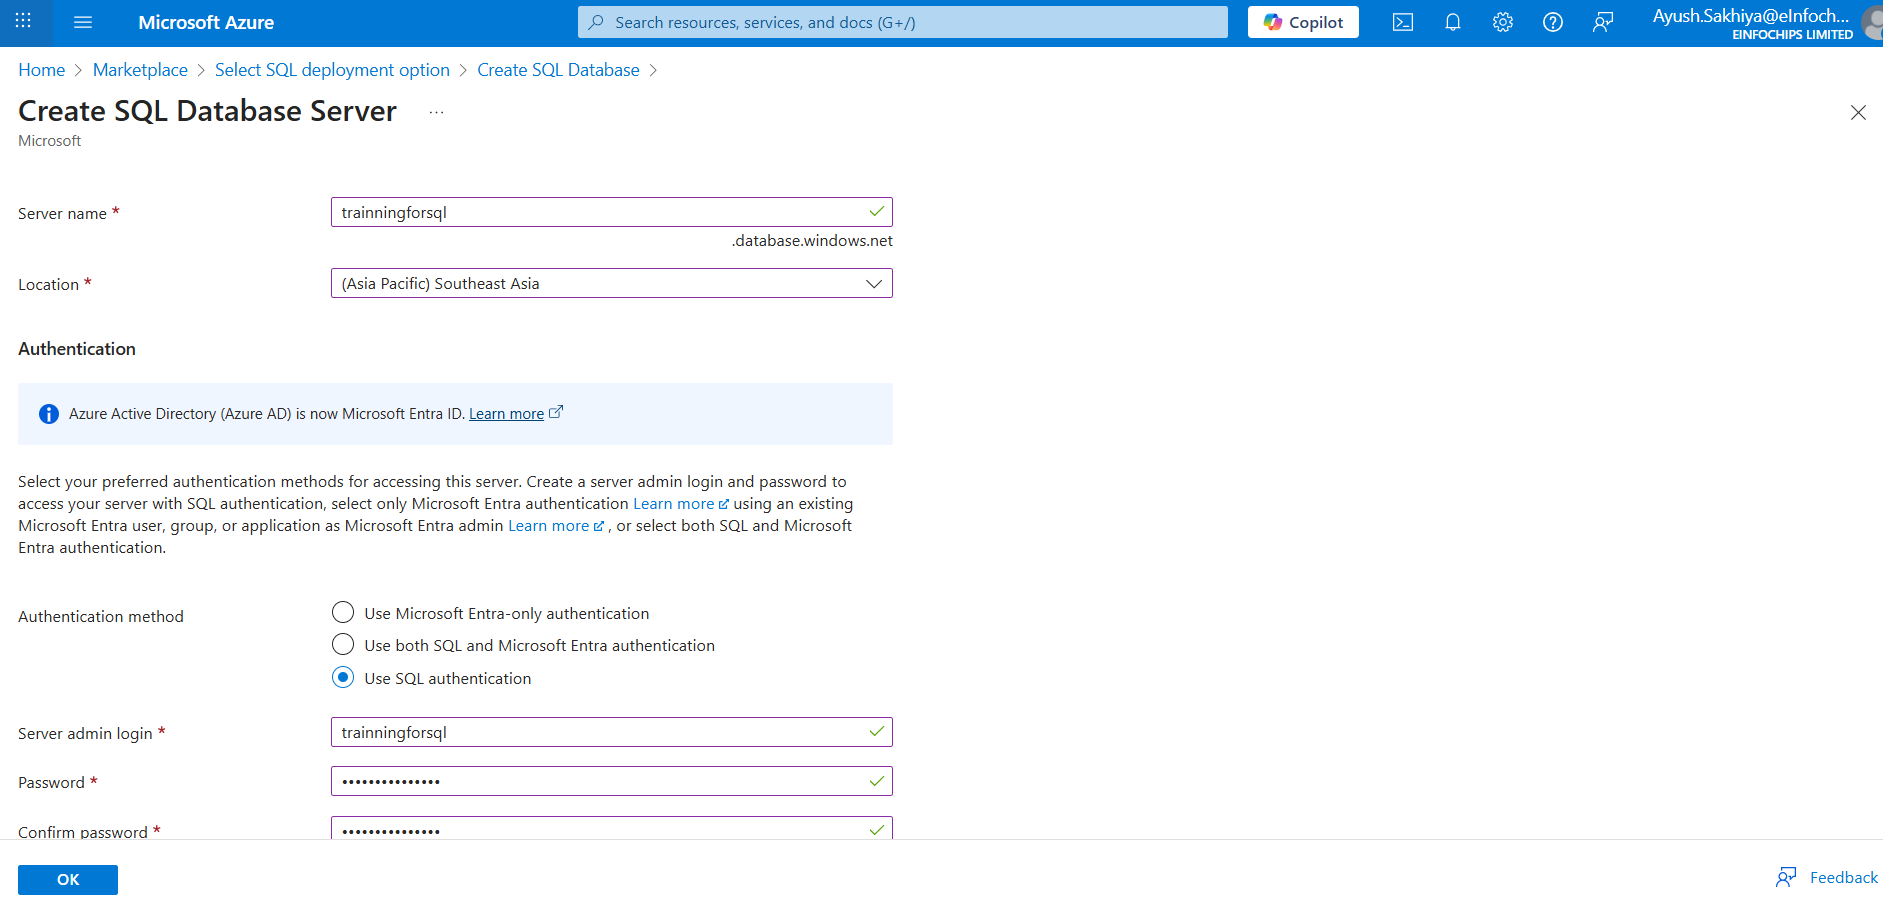 Microsoft Azure
Search resources, services, and docs (G+/)
Copilot
Ayush.Sakhiya@eInfoch...
EINFOCHIPS LIMITED
Home > Marketplace > Select SQL deployment option > Create SQL Database >
Create SQL Database Server ...
Microsoft
Server name *
trainningforsql
.database.windows.net
Location *
(Asia Pacific) Southeast Asia
Authentication
Azure Active Directory (Azure AD) is now Microsoft Entra ID. Learn more
Select your preferred authentication methods for accessing this server. Create a server admin login and password to
access your server with SQL authentication, select only Microsoft Entra authentication Learn more using an existing
Microsoft Entra user, group, or application as Microsoft Entra admin Learn more , or select both SQL and Microsoft
Entra authentication.
Authentication method
Use Microsoft Entra-only authentication
Use both SQL and Microsoft Entra authentication
Use SQL authentication
Server admin login *
trainningforsql
Password *
•••••••••••••••
Confirm password *
•••••••••••••••
OK
Feedback